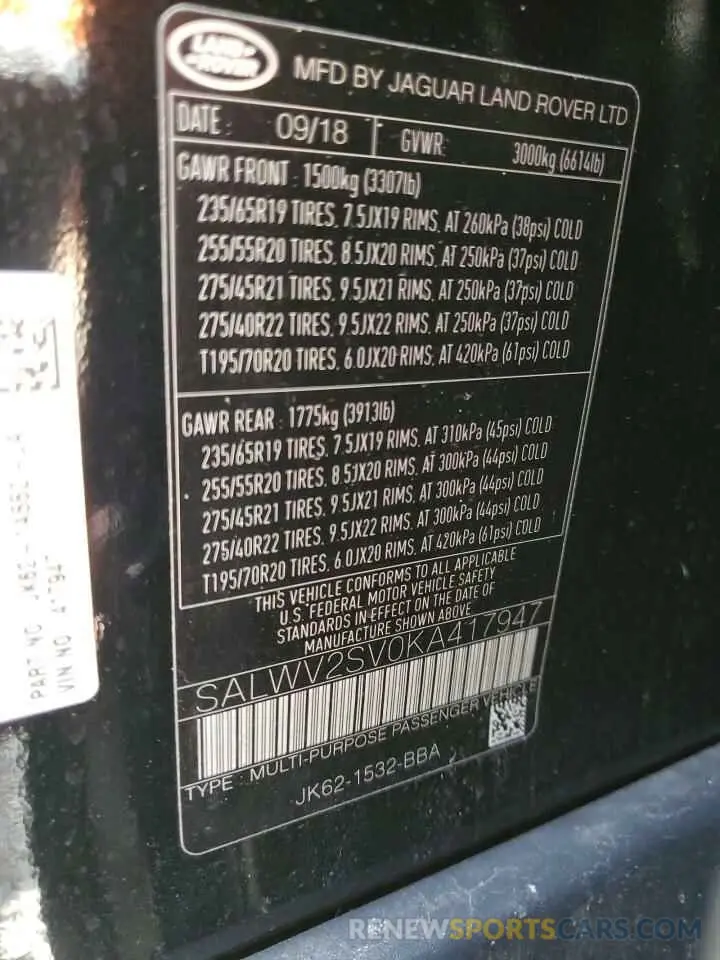 LAND ROVER
MFD BY JAGUAR LAND ROVER LTD
DATE: 09/18 GVWR: 3000kg (6614lb)
GAWR FRONT : 1500kg (3307lb)
235/65R19 TIRES, 7.5JX19 RIMS, AT 260kPa (38psi) COLD
255/55R20 TIRES, 8.5JX20 RIMS, AT 250kPa (37psi) COLD
275/45R21 TIRES, 9.5JX21 RIMS, AT 250kPa (37psi) COLD
275/40R22 TIRES, 9.5JX22 RIMS, AT 250kPa (37psi) COLD
T195/70R20 TIRES, 6.0JX20 RIMS, AT 420kPa (61psi) COLD
GAWR REAR : 1775kg (3913lb)
235/65R19 TIRES, 7.5JX19 RIMS, AT 310kPa (45psi) COLD
255/55R20 TIRES, 8.5JX20 RIMS, AT 300kPa (44psi) COLD
275/45R21 TIRES, 9.5JX21 RIMS, AT 300kPa (44psi) COLD
275/40R22 TIRES, 9.5JX22 RIMS, AT 300kPa (44psi) COLD
T195/70R20 TIRES, 6.0JX20 RIMS, AT 420kPa (61psi) COLD
THIS VEHICLE CONFORMS TO ALL APPLICABLE
U.S. FEDERAL MOTOR VEHICLE SAFETY
STANDARDS IN EFFECT ON THE DATE OF
MANUFACTURE SHOWN ABOVE
SALWV2SV0KA417947
TYPE : MULTI-PURPOSE PASSENGER VEHICLE
JK62-1532-BBA
PART NO.
VIN NO. 417947
RENEWSPORTSCARS.COM